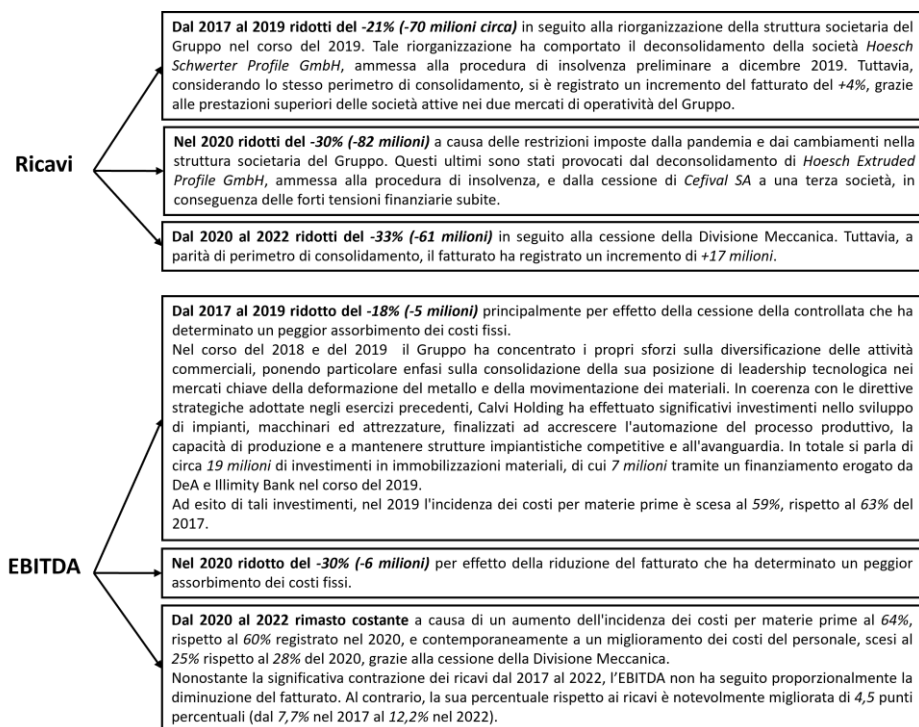 Dal 2017 al 2019 ridotti del -21% (-70 milioni circa) in seguito alla riorganizzazione della struttura societaria del
Gruppo nel corso del 2019. Tale riorganizzazione ha comportato il deconsolidamento della società Hoesch
Schwerter Profile GmbH, ammessa alla procedura di insolvenza preliminare a dicembre 2019. Tuttavia,
considerando lo stesso perimetro di consolidamento, si è registrato un incremento del fatturato del +4%, grazie
alle prestazioni superiori delle società attive nei due mercati di operatività del Gruppo.
Ricavi
Nel 2020 ridotti del -30% (-82 milioni) a causa delle restrizioni imposte dalla pandemia e dai cambiamenti nella
struttura societaria del Gruppo. Questi ultimi sono stati provocati dal deconsolidamento di Hoesch Extruded
Profile GmbH, ammessa alla procedura di insolvenza, e dalla cessione di Cefival SA a una terza società, in
conseguenza delle forti tensioni finanziarie subite.
Dal 2020 al 2022 ridotti del -33% (-61 milioni) in seguito alla cessione della Divisione Meccanica. Tuttavia, a
parità di perimetro di consolidamento, il fatturato ha registrato un incremento di +17 milioni.
Dal 2017 al 2019 ridotto del -18% (-5 milioni) principalmente per effetto della cessione della controllata che ha
determinato un peggior assorbimento dei costi fissi.
Nel corso del 2018 e del 2019 il Gruppo ha concentrato i propri sforzi sulla diversificazione delle attività
commerciali, ponendo particolare enfasi sulla consolidazione della sua posizione di leadership tecnologica nei
mercati chiave della deformazione del metallo e della movimentazione dei materiali. In coerenza con le direttive
strategiche adottate negli esercizi precedenti, Calvi Holding ha effettuato significativi investimenti nello sviluppo
di impianti, macchinari ed attrezzature, finalizzati ad accrescere l'automazione del processo produttivo, la
capacità di produzione e a mantenere strutture impiantistiche competitive e all'avanguardia. In totale si parla di
circa 19 milioni di investimenti in immobilizzazioni materiali, di cui 7 milioni tramite un finanziamento erogato da
DeA e Illimity Bank nel corso del 2019.
Ad esito di tali investimenti, nel 2019 l'incidenza dei costi per materie prime è scesa al 59%, rispetto al 63% del
2017.
EBITDA
Nel 2020 ridotto del -30% (-6 milioni) per effetto della riduzione del fatturato che ha determinato un peggior
assorbimento dei costi fissi.
Dal 2020 al 2022 rimasto costante a causa di un aumento dell'incidenza dei costi per materie prime al 64%,
rispetto al 60% registrato nel 2020, e contemporaneamente a un miglioramento dei costi del personale, scesi al
25% rispetto al 28% del 2020, grazie alla cessione della Divisione Meccanica.
Nonostante la significativa contrazione dei ricavi dal 2017 al 2022, l'EBITDA non ha seguito proporzionalmente la
diminuzione del fatturato. Al contrario, la sua percentuale rispetto ai ricavi è notevolmente migliorata di 4,5 punti
percentuali (dal 7,7% nel 2017 al 12,2% nel 2022).